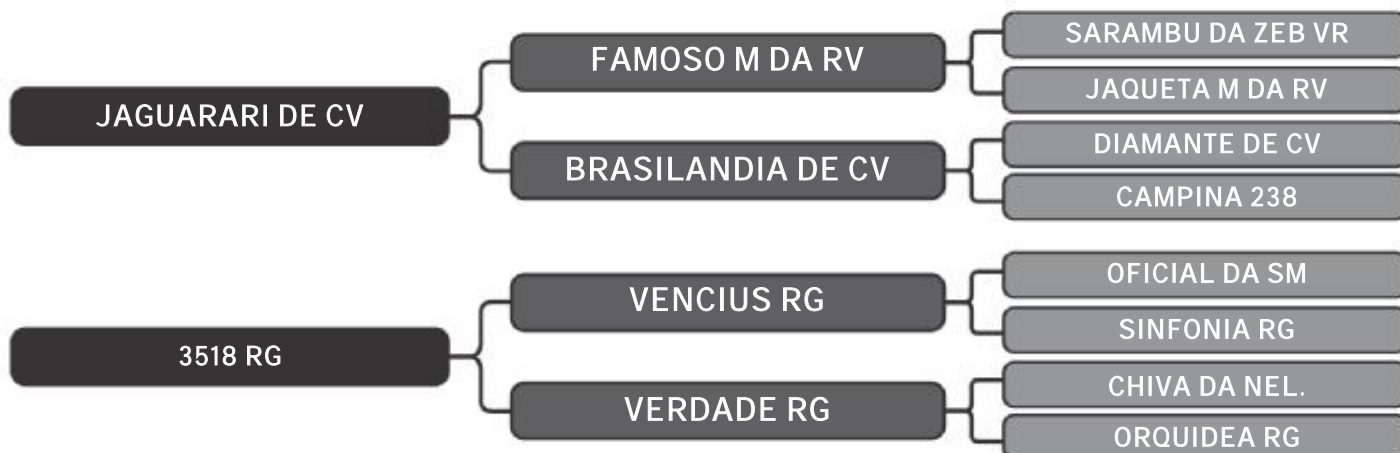 JAGUARARI DE CV
FAMOSO M DA RV
SARAMBU DA ZEB VR
JAQUETA M DA RV
BRASILANDIA DE CV
DIAMANTE DE CV
CAMPINA 238
3518 RG
VENCIUS RG
OFICIAL DA SM
SINFONIA RG
VERDADE RG
CHIVA DA NEL.
ORQUIDEA RG